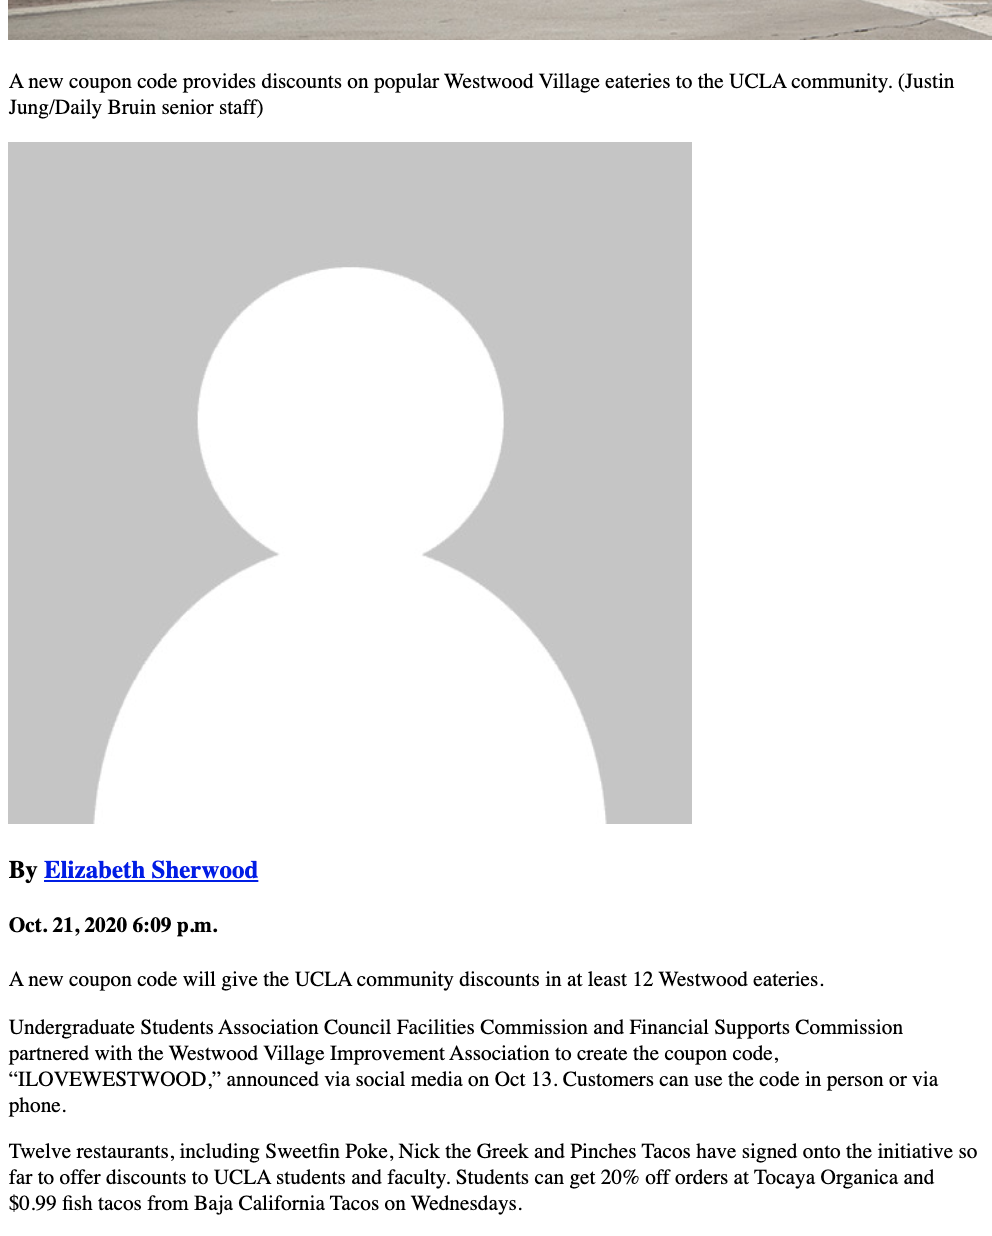 A new coupon code provides discounts on popular Westwood Village eateries to the UCLA community. (Justin
Jung/Daily Bruin senior staff)
By Elizabeth Sherwood
Oct. 21, 2020 6:09 p.m.
A new coupon code will give the UCLA community discounts in at least 12 Westwood eateries.
Undergraduate Students Association Council Facilities Commission and Financial Supports Commission
partnered with the Westwood Village Improvement Association to create the coupon code,
“ILOVEWESTWOOD,” announced via social media on Oct 13. Customers can use the code in person or via
phone.
Twelve restaurants, including Sweetfin Poke, Nick the Greek and Pinches Tacos have signed onto the initiative so
far to offer discounts to UCLA students and faculty. Students can get 20% off orders at Tocaya Organica and
$0.99 fish tacos from Baja California Tacos on Wednesdays.